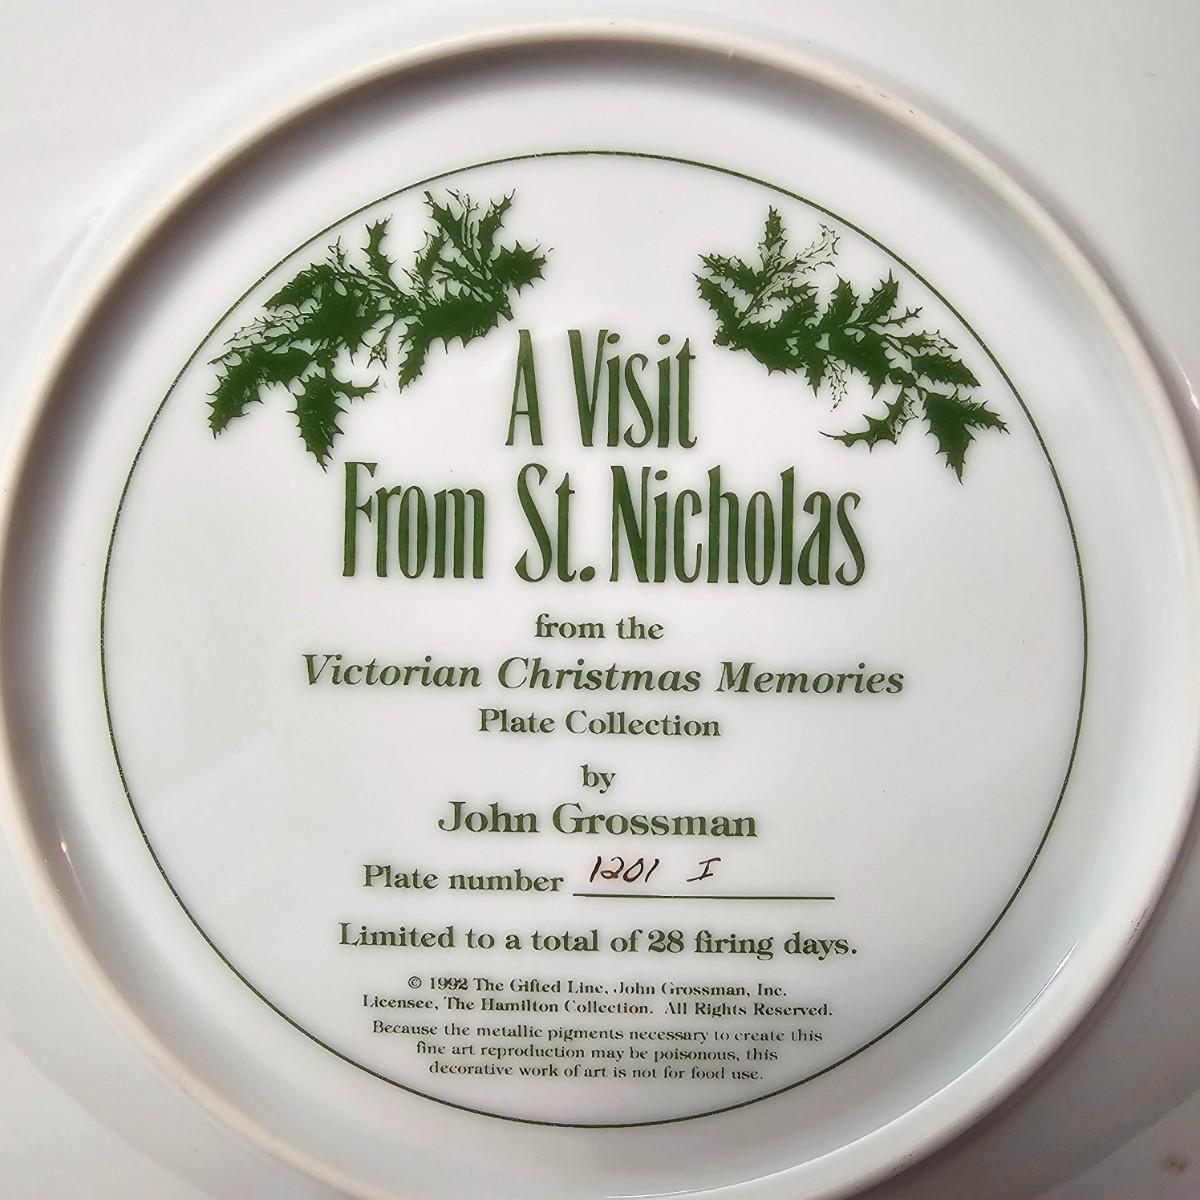 A Visit
From St. Nicholas
from the
Victorian Christmas Memories
Plate Collection
by
John Grossman
Plate number 1201 I
Limited to a total of 28 firing days.
© 1992 The Gifted Line, John Grossman, Inc.
Licensee, The Hamilton Collection. All Rights Reserved.
Because the metallic pigments necessary to create this
fine art reproduction may be poisonous, this
decorative work of art is not for food use.